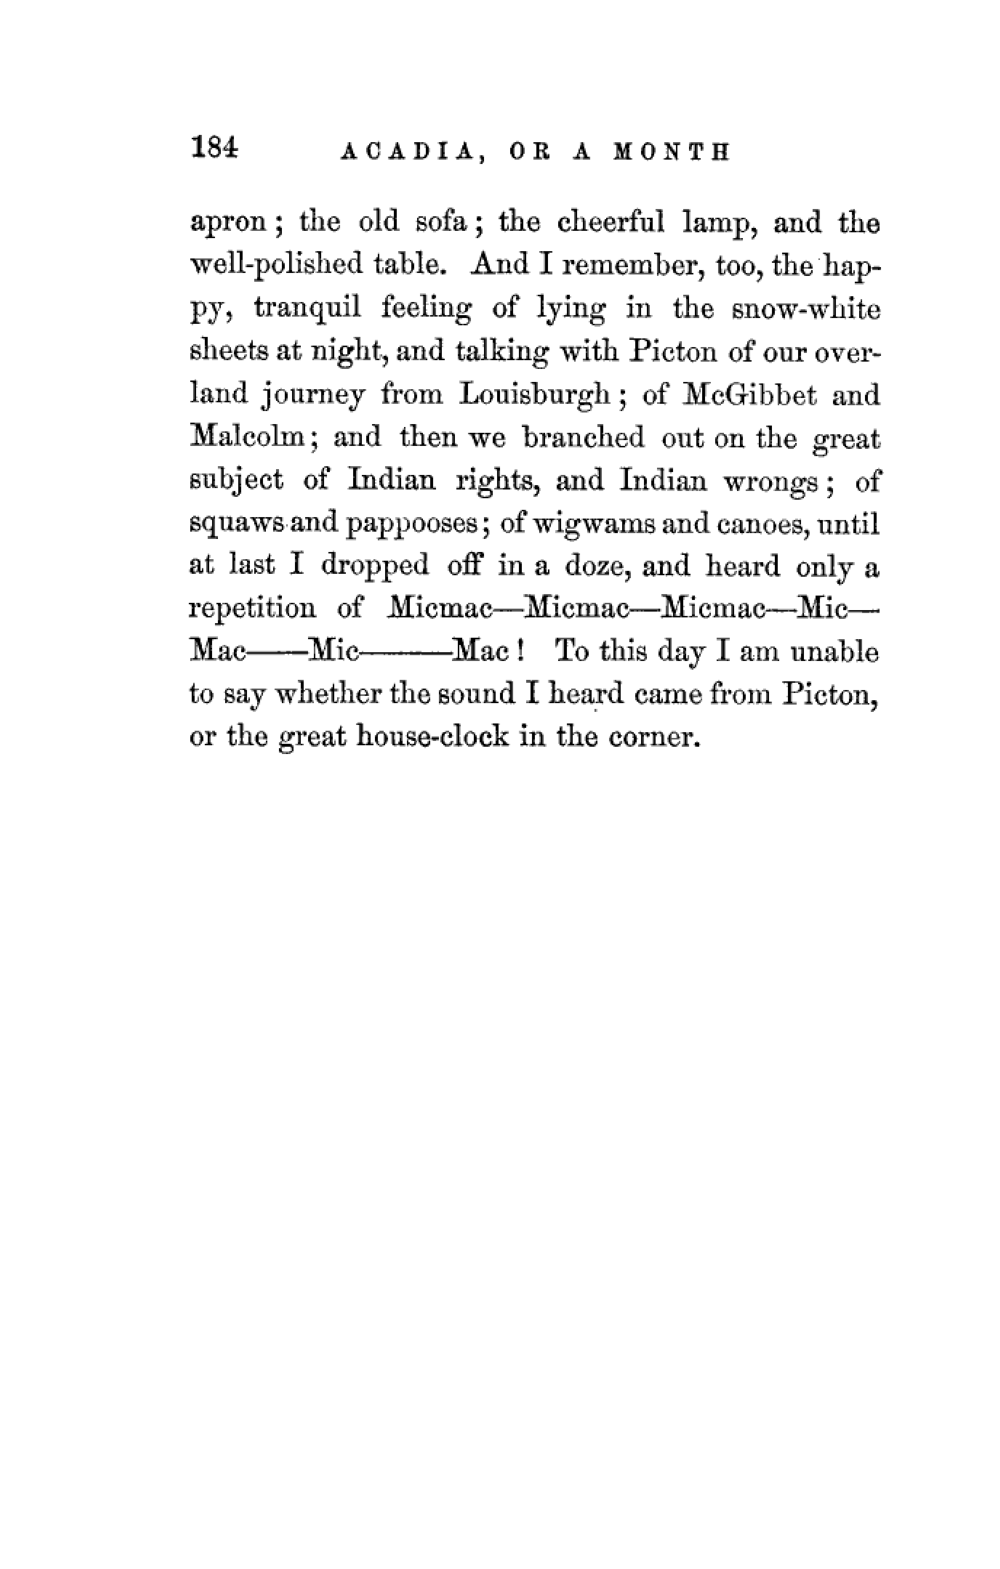 184 ACADIA, OR A MONTH
apron ; the old sofa ; the cheerful lamp, and the
well-polished table. And I remember, too, the hap-
py, tranquil feeling of lying in the snow-white
sheets at night, and talking with Picton of our over-
land journey from Louisburgh ; of McGibbet and
Malcolm ; and then we branched out on the great
subject of Indian rights, and Indian wrongs ; of
squaws and pappooses ; of wigwams and canoes, until
at last I dropped off in a doze, and heard only a
repetition of Micmac—Micmac—Micmac—Mic—
Mac——Mic———Mac ! To this day I am unable
to say whether the sound I heard came from Picton,
or the great house-clock in the corner.